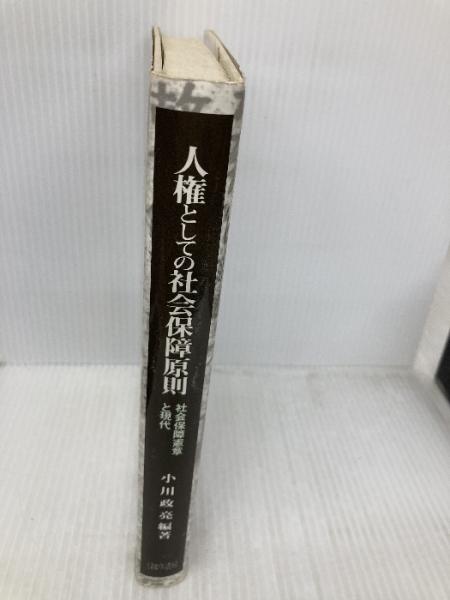 人権としての社会保障原則
社会保障憲章
と現代
小川政亮編著